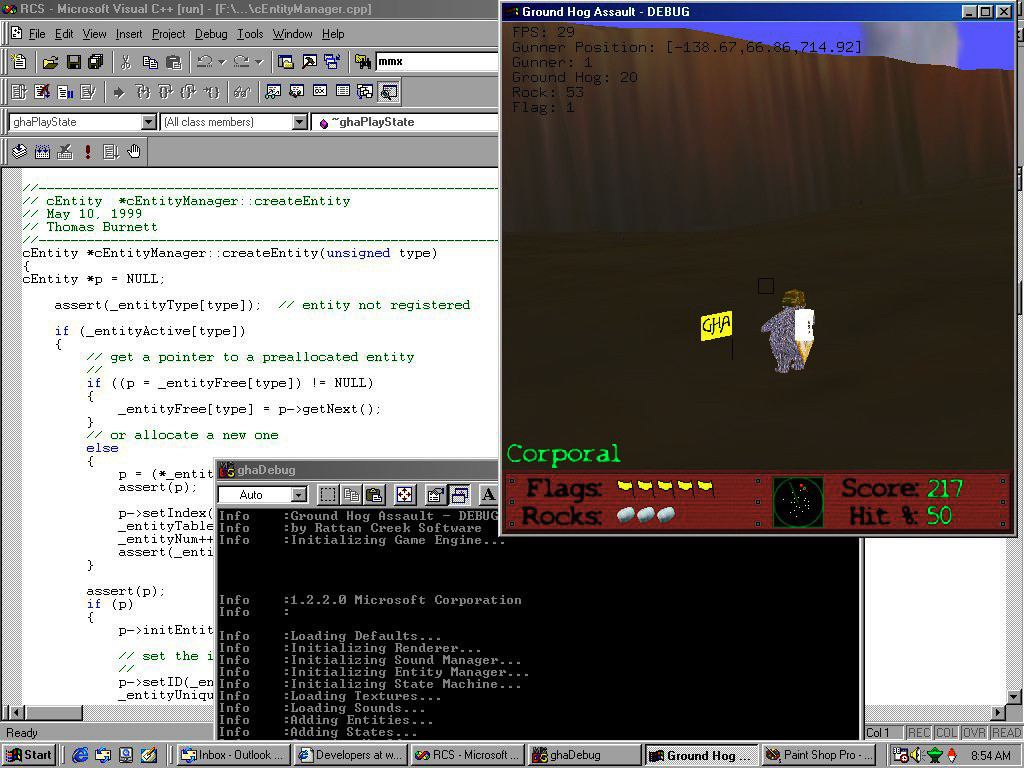 RCS - Microsoft Visual C++ [run] - [F:\...\cEntityManager.cpp]
File Edit View Insert Project Debug Tools Window Help
mmx
ghaPlayState (All class members) ~ghaPlayState
//
// cEntity *cEntityManager::createEntity
// May 10, 1999
// Thomas Burnett
//
cEntity *cEntityManager::createEntity(unsigned type)
{
cEntity *p = NULL;
assert(_entityType[type]); // entity not registered
if (_entityActive[type])
{
// get a pointer to a preallocated entity
//
if ((p = _entityFree[type]) != NULL)
{
_entityFree[type] = p->getNext();
}
// or allocate a new one
else
{
p = (*_entit
assert(p);
p->setIndex(
_entityTable
_entityNum++
assert(_enti
}
assert(p);
if (p)
{
p->initEntit
// set the i
//
p->setID(_en
_entityUniqu
Ready
Col 1 REC COL OVR READ
Ground Hog Assault - DEBUG
FPS: 29
Gunner Position: [-138.67,66.86,714.92]
Gunner: 1
Ground Hog: 20
Rock: 53
Flag: 1
GHA
Corporal
Flags: Score: 217
Rocks: Hit %: 50
ghaDebug
Auto A
Info :Ground Hog Assault - DEBUG
Info :by Rattan Creek Software
Info :Initializing Game Engine...
Info :1.2.2.0 Microsoft Corporation
Info :
Info :Loading Defaults...
Info :Initializing Renderer...
Info :Initializing Sound Manager...
Info :Initializing Entity Manager...
Info :Initializing State Machine...
Info :Loading Textures...
Info :Loading Sounds...
Info :Adding Entities...
Info :Adding States...
Start Inbox - Outlook ... Developers at w... RCS - Microsoft ... ghaDebug Ground Hog ... Paint Shop Pro - ... 8:54 AM